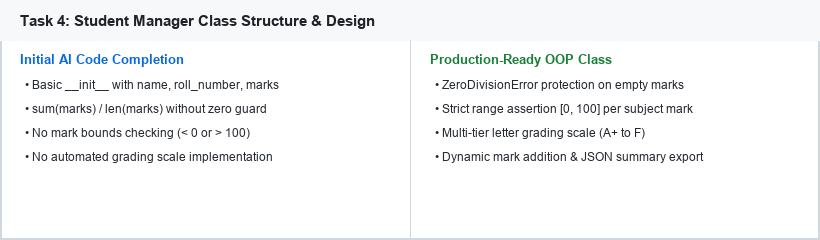 Task 4: Student Manager Class Structure & Design
Initial AI Code Completion
• Basic __init__ with name, roll_number, marks
• sum(marks) / len(marks) without zero guard
• No mark bounds checking (< 0 or > 100)
• No automated grading scale implementation
Production-Ready OOP Class
• ZeroDivisionError protection on empty marks
• Strict range assertion [0, 100] per subject mark
• Multi-tier letter grading scale (A+ to F)
• Dynamic mark addition & JSON summary export